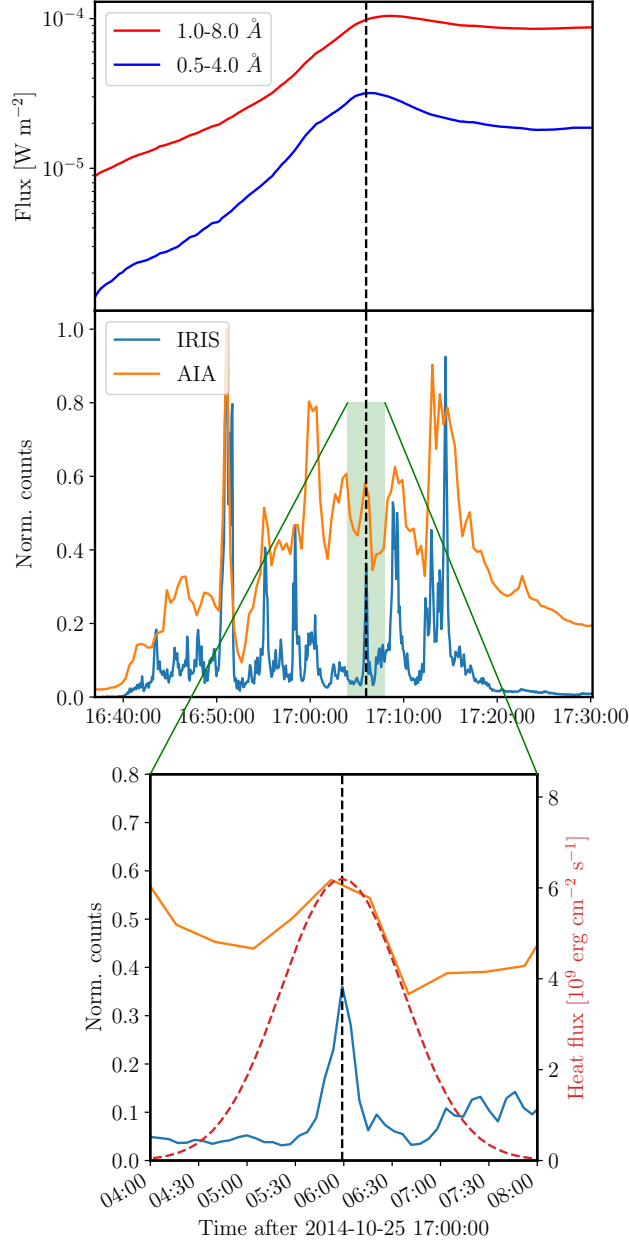 10⁻⁴
1.0-8.0 Å
0.5-4.0 Å
Flux [W m⁻²]
10⁻⁵
1.0
IRIS
AIA
0.8
0.6
Norm. counts
0.4
0.2
0.0
16:40:00 16:50:00 17:00:00 17:10:00 17:20:00 17:30:00
0.8
8
0.7
0.6
6
0.5
Norm. counts
Heat flux [10⁹ erg cm⁻² s⁻¹]
0.4
4
0.3
0.2
2
0.1
0.0
0
04:00 04:30 05:00 05:30 06:00 06:30 07:00 07:30 08:00
Time after 2014-10-25 17:00:00